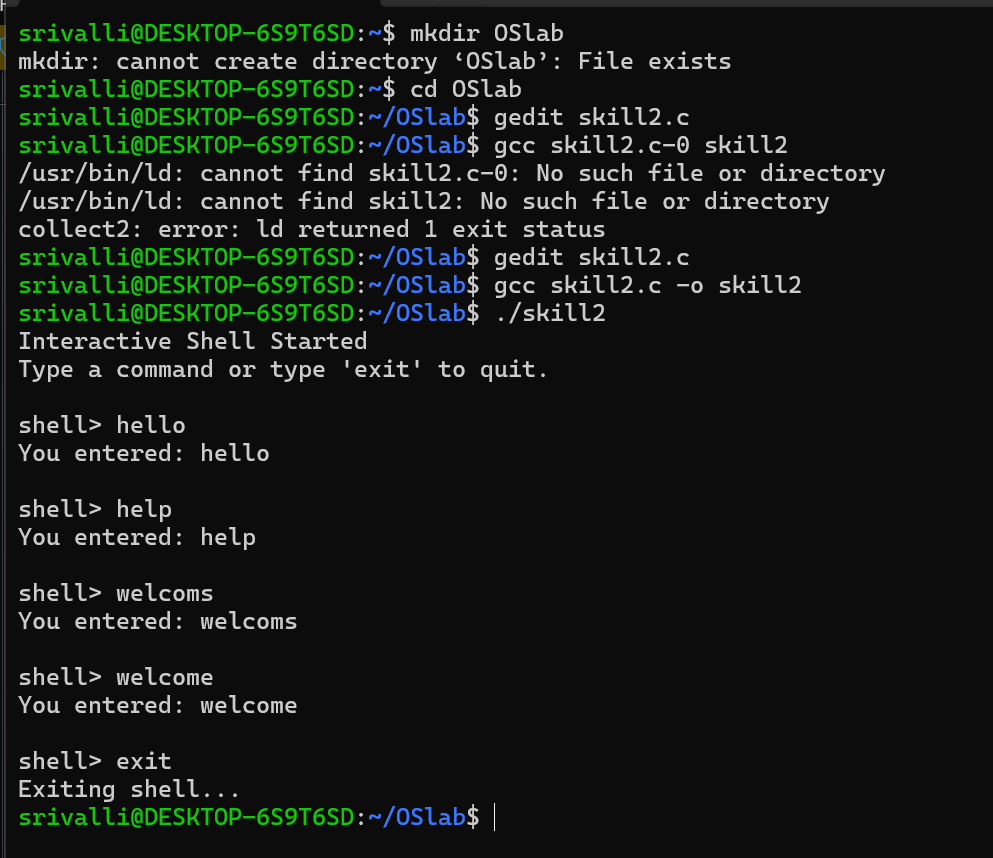 srivalli@DESKTOP-6S9T6SD:~$ mkdir OSlab
mkdir: cannot create directory ‘OSlab’: File exists
srivalli@DESKTOP-6S9T6SD:~$ cd OSlab
srivalli@DESKTOP-6S9T6SD:~/OSlab$ gedit skill2.c
srivalli@DESKTOP-6S9T6SD:~/OSlab$ gcc skill2.c-0 skill2
/usr/bin/ld: cannot find skill2.c-0: No such file or directory
/usr/bin/ld: cannot find skill2: No such file or directory
collect2: error: ld returned 1 exit status
srivalli@DESKTOP-6S9T6SD:~/OSlab$ gedit skill2.c
srivalli@DESKTOP-6S9T6SD:~/OSlab$ gcc skill2.c -o skill2
srivalli@DESKTOP-6S9T6SD:~/OSlab$ ./skill2
Interactive Shell Started
Type a command or type 'exit' to quit.

shell> hello
You entered: hello

shell> help
You entered: help

shell> welcoms
You entered: welcoms

shell> welcome
You entered: welcome

shell> exit
Exiting shell...
srivalli@DESKTOP-6S9T6SD:~/OSlab$